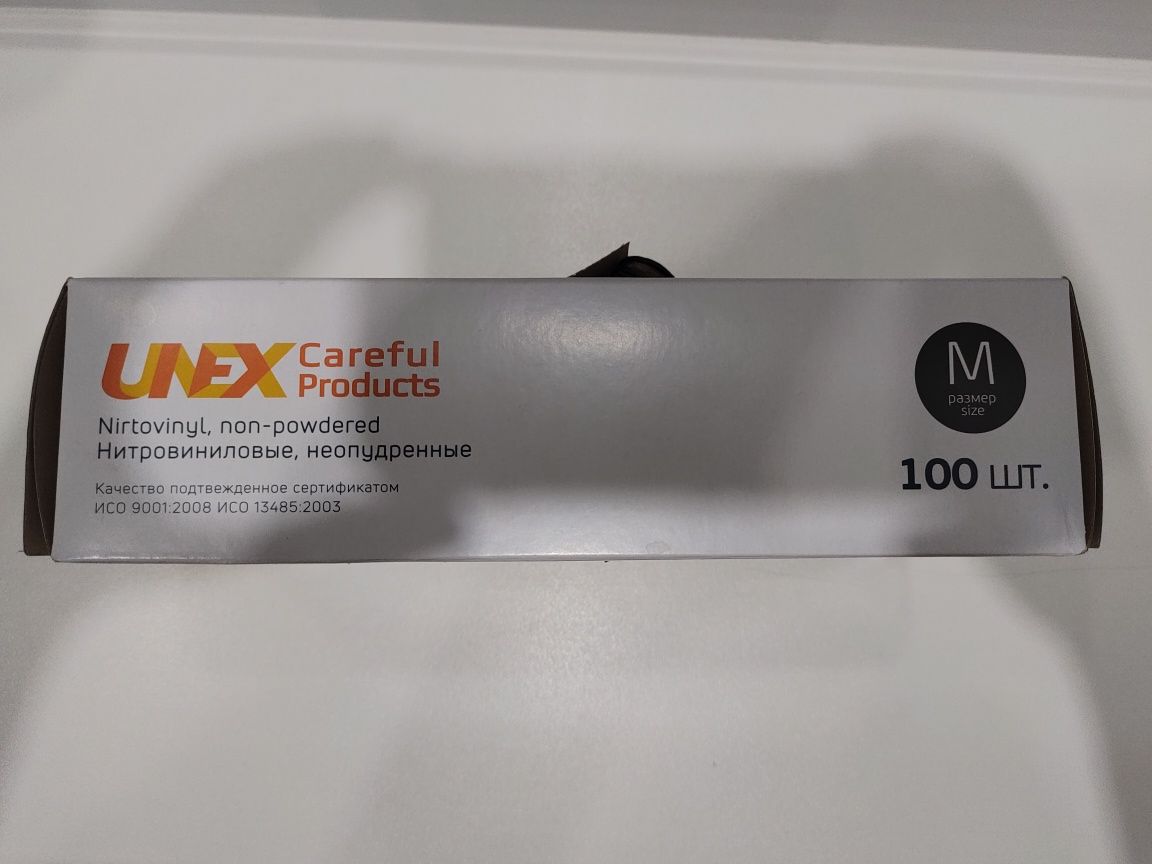 UNEX Careful
Products
Nirtovinyl, non-powdered
Нитровиниловые, неопудренные
Качество подтвежденное сертификатом
ИСО 9001:2008 ИСО 13485:2003
M
размер
size
100 шт.